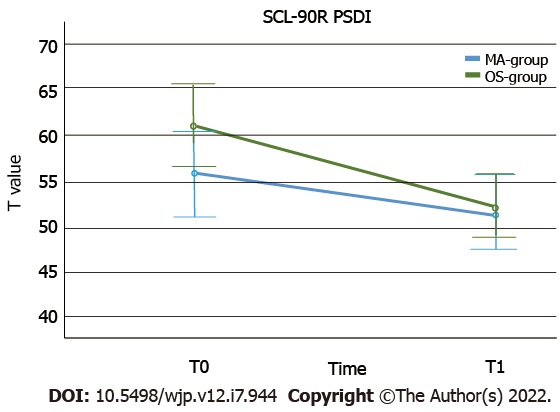 SCL-90R PSDI
MA-group
OS-group
T value
70
65
60
55
50
45
40
T0 Time T1
DOI: 10.5498/wjp.v12.i7.944 Copyright ©The Author(s) 2022.